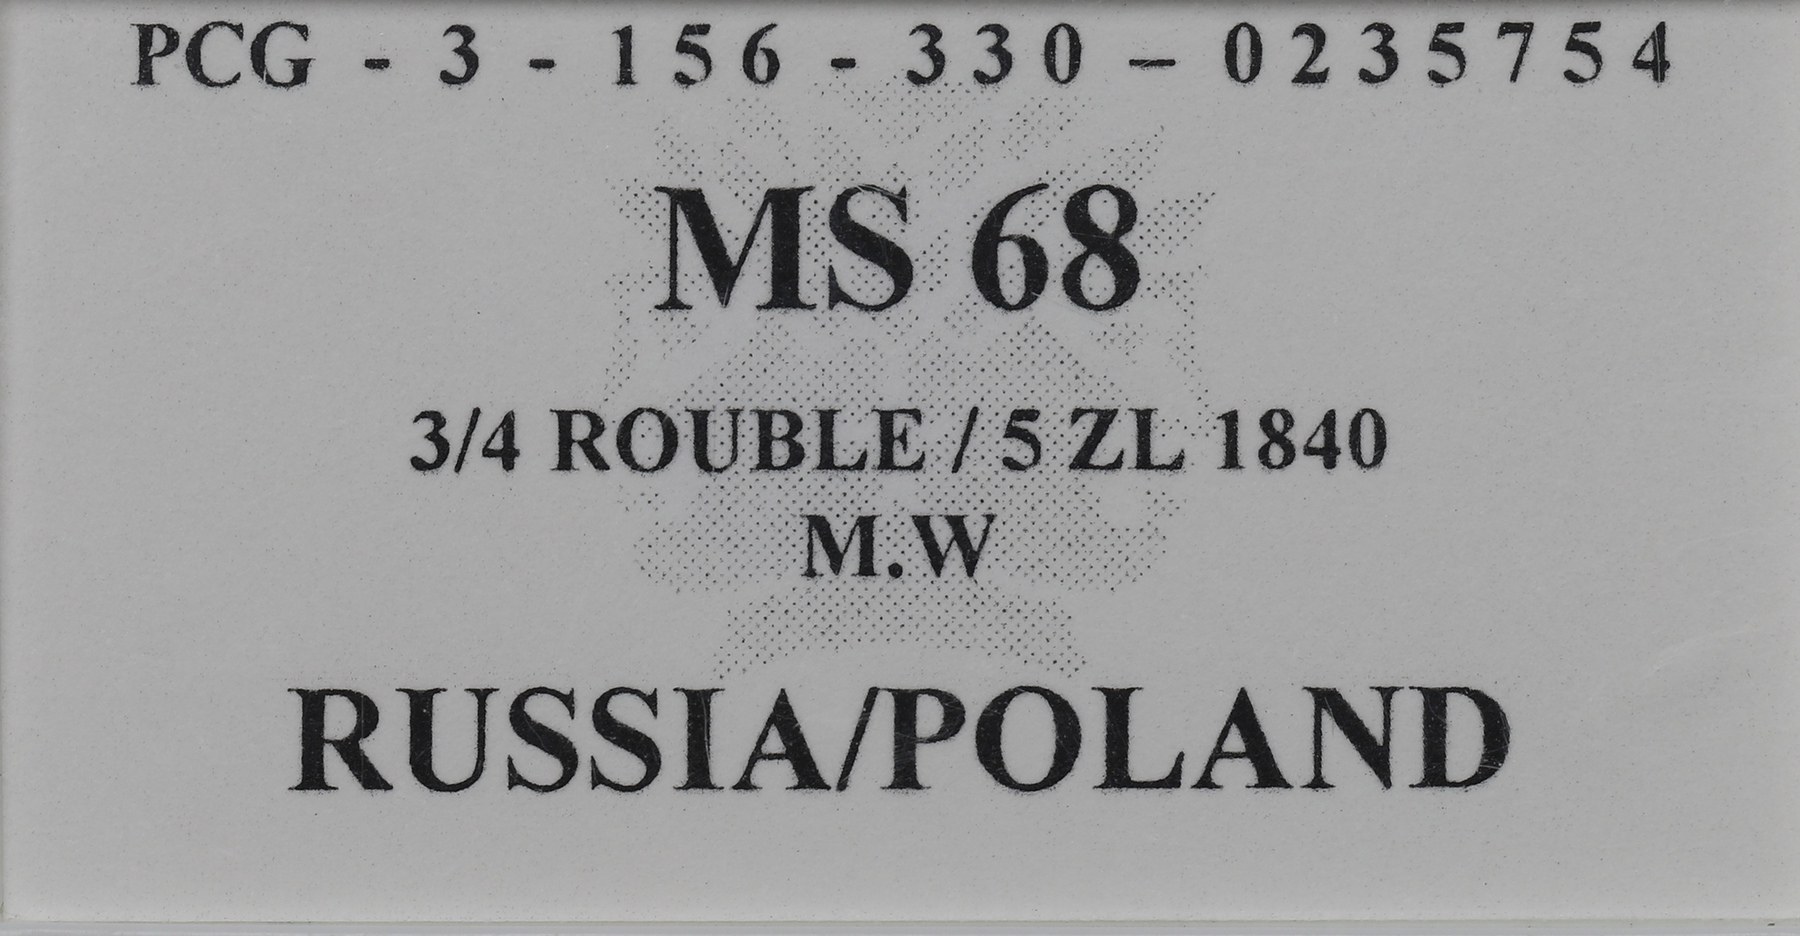 PCG - 3 - 156 - 330 – 0235754
MS 68
3/4 ROUBLE / 5 ZL 1840
M.W
RUSSIA/POLAND